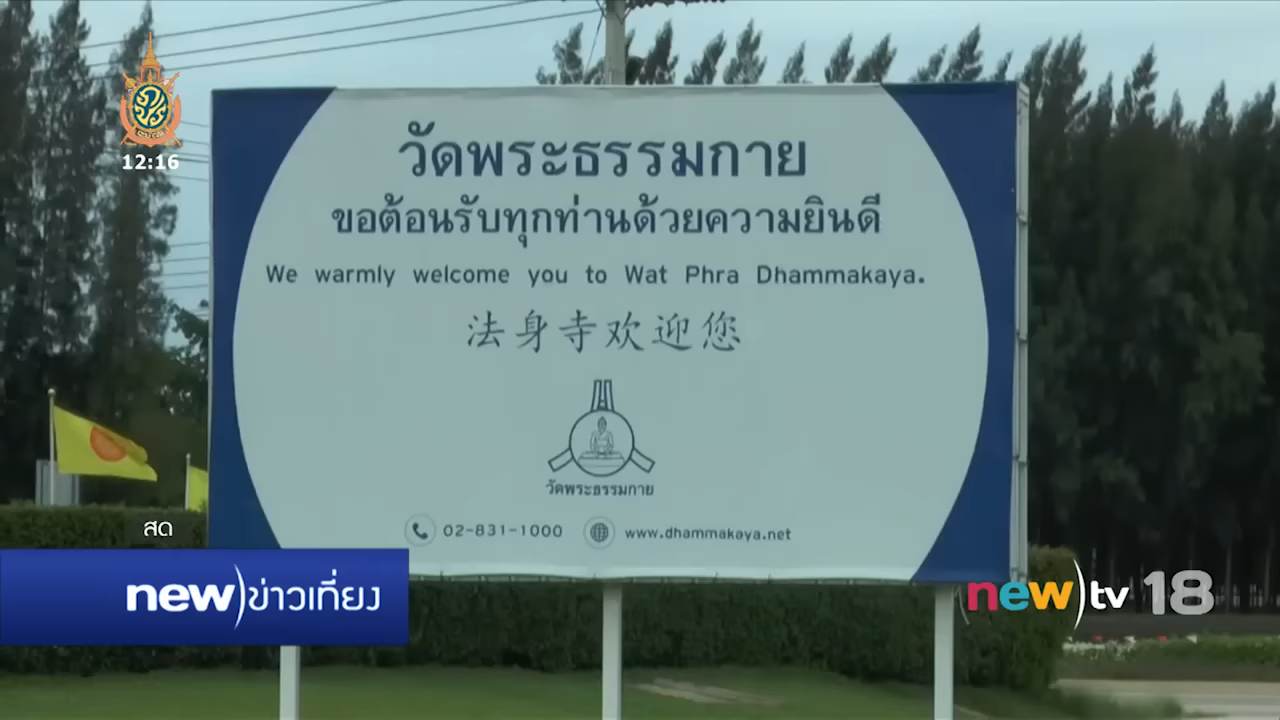 12:16
วัดพระธรรมกาย
ขอต้อนรับทุกท่านด้วยความยินดี
We warmly welcome you to Wat Phra Dhammakaya.
法身寺欢迎您
วัดพระธรรมกาย
02-831-1000 www.dhammakaya.net
สด
new)ข่าวเที่ยง
new)tv 18